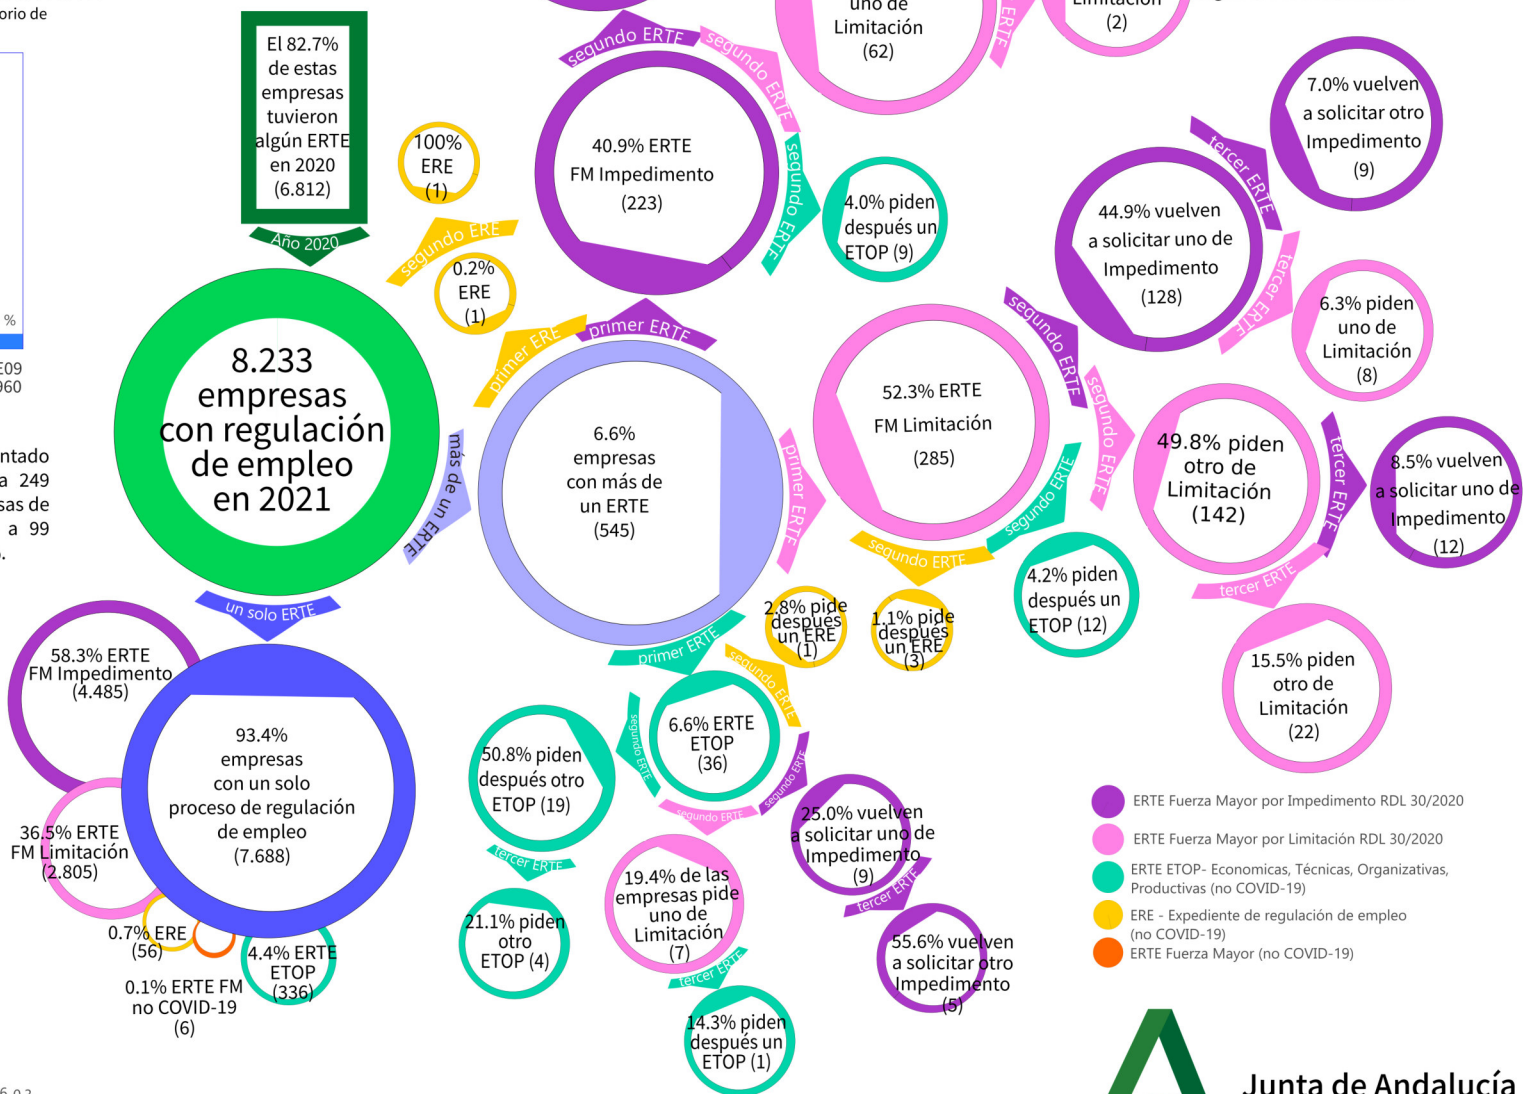 orio de
El 82.7%
de estas
empresas
tuvieron
algún ERTE
en 2020
(6.812)
Año 2020
8.233
empresas
con regulación
de empleo
en 2021
%
E09
960
ntado
a 249
sas de
a 99
.
más de un ERTE
un solo ERTE
6.6%
empresas
con más de
un ERTE
(545)
primer ERE
0.2%
ERE
(1)
segundo ERE
100%
ERE
(1)
primer ERTE
40.9% ERTE
FM Impedimento
(223)
segundo ERTE
segundo ERTE
uno de
Limitación
(62)
ERTE
Limitación
(2)
segundo ERTE
4.0% piden
después un
ETOP (9)
primer ERTE
52.3% ERTE
FM Limitación
(285)
segundo ERTE
44.9% vuelven
a solicitar uno de
Impedimento
(128)
tercer ERTE
7.0% vuelven
a solicitar otro
Impedimento
(9)
tercer ERTE
6.3% piden
uno de
Limitación
(8)
segundo ERTE
49.8% piden
otro de
Limitación
(142)
tercer ERTE
8.5% vuelven
a solicitar uno de
Impedimento
(12)
tercer ERTE
15.5% piden
otro de
Limitación
(22)
segundo ERTE
4.2% piden
después un
ETOP (12)
segundo ERTE
1.1% pide
después
un ERE
(3)
primer ERTE
6.6% ERTE
ETOP
(36)
segundo ERTE
2.8% pide
después
un ERE
(1)
segundo ERTE
50.8% piden
después otro
ETOP (19)
tercer ERTE
21.1% piden
otro
ETOP (4)
segundo ERTE
19.4% de las
empresas pide
uno de
Limitación
(7)
tercer ERTE
14.3% piden
después un
ETOP (1)
segundo ERTE
25.0% vuelven
a solicitar uno de
Impedimento
(9)
tercer ERTE
55.6% vuelven
a solicitar otro
Impedimento
(5)
93.4%
empresas
con un solo
proceso de regulación
de empleo
(7.688)
58.3% ERTE
FM Impedimento
(4.485)
36.5% ERTE
FM Limitación
(2.805)
0.7% ERE
(56)
0.1% ERTE FM
no COVID-19
(6)
4.4% ERTE
ETOP
(336)
ERTE Fuerza Mayor por Impedimento RDL 30/2020
ERTE Fuerza Mayor por Limitación RDL 30/2020
ERTE ETOP- Economicas, Técnicas, Organizativas,
Productivas (no COVID-19)
ERE - Expediente de regulación de empleo
(no COVID-19)
ERTE Fuerza Mayor (no COVID-19)
Junta de Andalucía